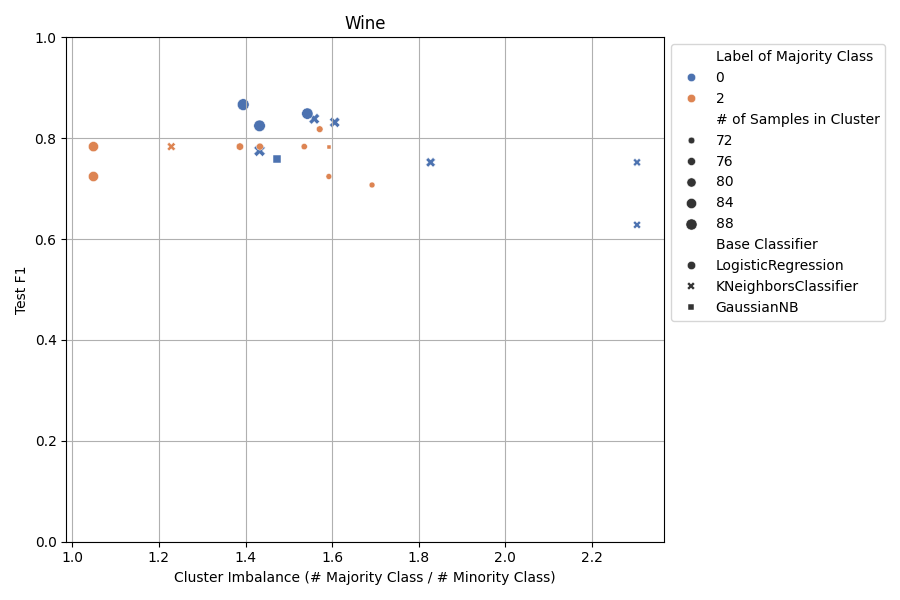 Wine
1.0
0.8
0.6
0.4
0.2
0.0
Test F1
1.0 1.2 1.4 1.6 1.8 2.0 2.2
Cluster Imbalance (# Majority Class / # Minority Class)
Label of Majority Class
0
2
# of Samples in Cluster
72
76
80
84
88
Base Classifier
LogisticRegression
KNeighborsClassifier
GaussianNB